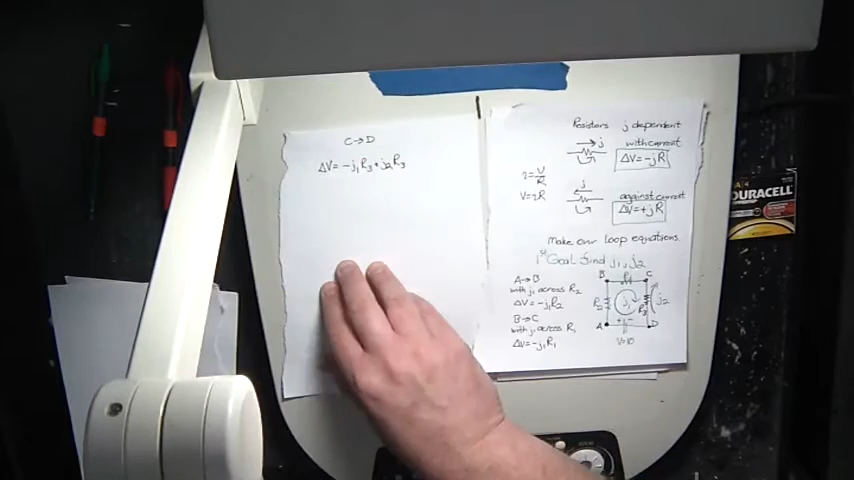 C→D
ΔV= -j₁R₃+j₂R₃
Resistors j dependent
→j with current
ΔV=-jR
I=V/R
V=IR
j
against current
ΔV=+jR
Make our loop equations.
1st Goal find j₁, j₂
A→B
with j₁ across R₂
ΔV=-j₁R₂
B→C
with j₁ across R₁
ΔV=-j₁R₁
B R₁ C
R₂ j₁ R₃ j₂
A + - D
V=10
DURACELL